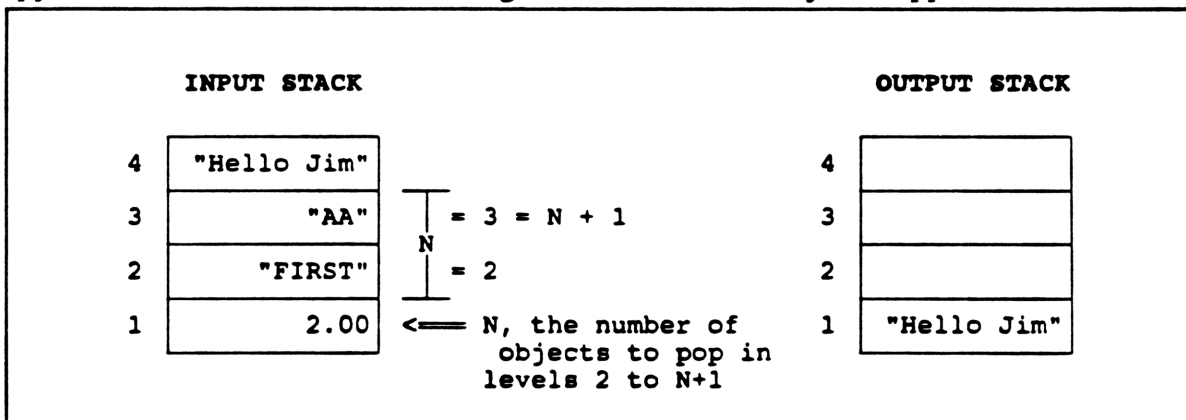 INPUT STACK OUTPUT STACK
4 "Hello Jim" 4
3 "AA" = 3 = N + 1 3
N
2 "FIRST" = 2 2
1 2.00 <== N, the number of 1 "Hello Jim"
objects to pop in
levels 2 to N+1